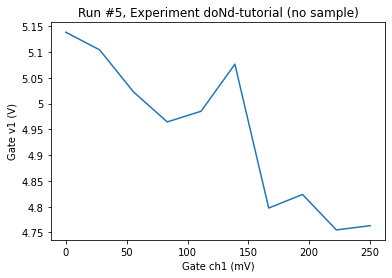 Run #5, Experiment doNd-tutorial (no sample)
5.15
5.1
5.05
5
4.95
4.9
4.85
4.8
4.75
Gate v1 (V)
0 50 100 150 200 250
Gate ch1 (mV)